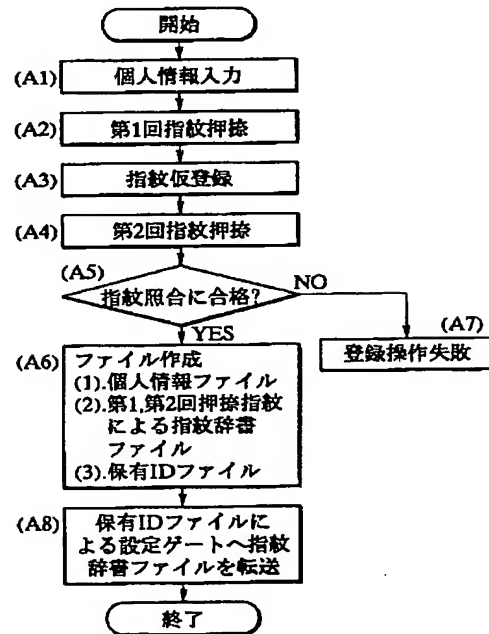 開始
(A1) 個人情報入力
(A2) 第1回指紋押捺
(A3) 指紋仮登録
(A4) 第2回指紋押捺
(A5)
指紋照合に合格?
NO
YES
(A7)
登録操作失敗
(A6) ファイル作成
(1).個人情報ファイル
(2).第1,第2回押捺指紋
による指紋辞書
ファイル
(3).保有IDファイル
(A8) 保有IDファイルに
よる設定ゲートへ指紋
辞書ファイルを転送
終了